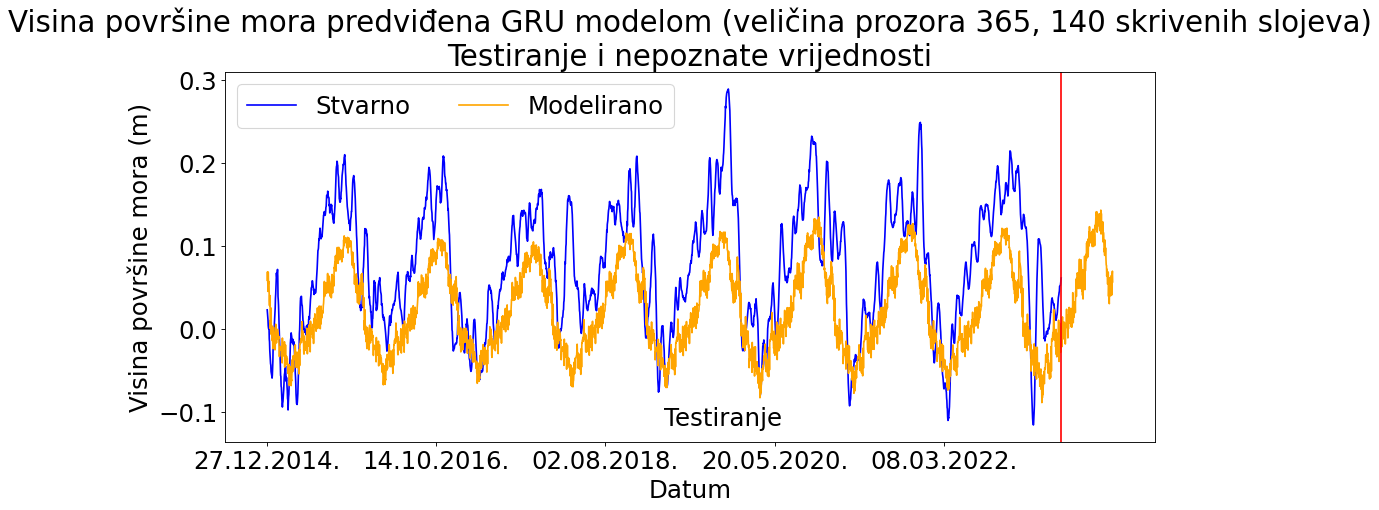 Visina površine mora predviđena GRU modelom (veličina prozora 365, 140 skrivenih slojeva)
Testiranje i nepoznate vrijednosti
Stvarno Modelirano
Visina površine mora (m)
0.3
0.2
0.1
0.0
−0.1
Testiranje
27.12.2014. 14.10.2016. 02.08.2018. 20.05.2020. 08.03.2022.
Datum